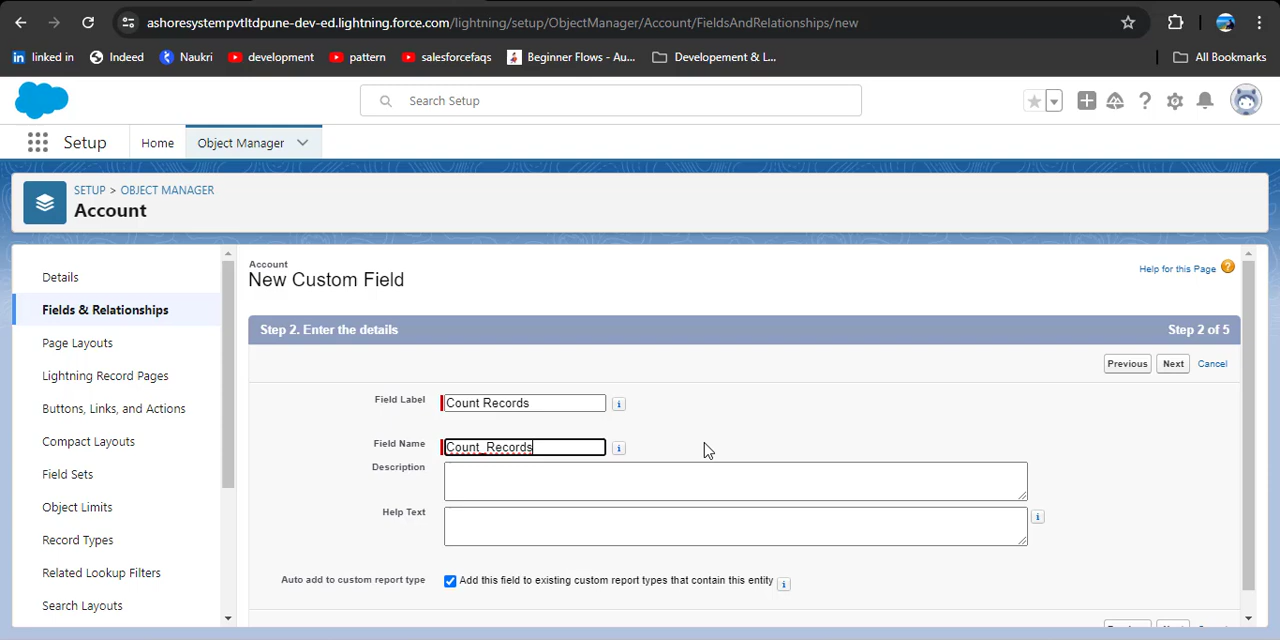 ashoresystempvtltdpune-dev-ed.lightning.force.com/lightning/setup/ObjectManager/Account/FieldsAndRelationships/new
in linked in Indeed Naukri development pattern salesforcefaqs Beginner Flows - Au... Developement & L... All Bookmarks
Search Setup
Setup Home Object Manager
SETUP > OBJECT MANAGER
Account
Details
Fields & Relationships
Page Layouts
Lightning Record Pages
Buttons, Links, and Actions
Compact Layouts
Field Sets
Object Limits
Record Types
Related Lookup Filters
Search Layouts
Account
New Custom Field
Help for this Page ?
Step 2. Enter the details Step 2 of 5
Previous Next Cancel
Field Label Count Records i
Field Name Count_Records i
Description
Help Text i
Auto add to custom report type Add this field to existing custom report types that contain this entity i